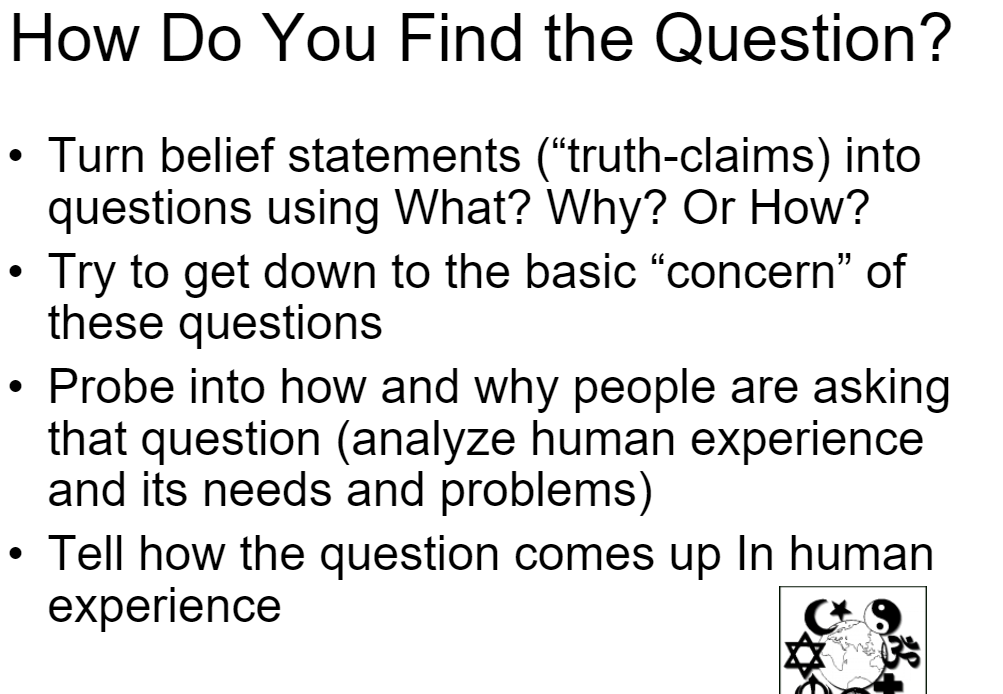 How Do You Find the Question?
• Turn belief statements (“truth-claims) into
questions using What? Why? Or How?
• Try to get down to the basic “concern” of
these questions
• Probe into how and why people are asking
that question (analyze human experience
and its needs and problems)
• Tell how the question comes up In human
experience